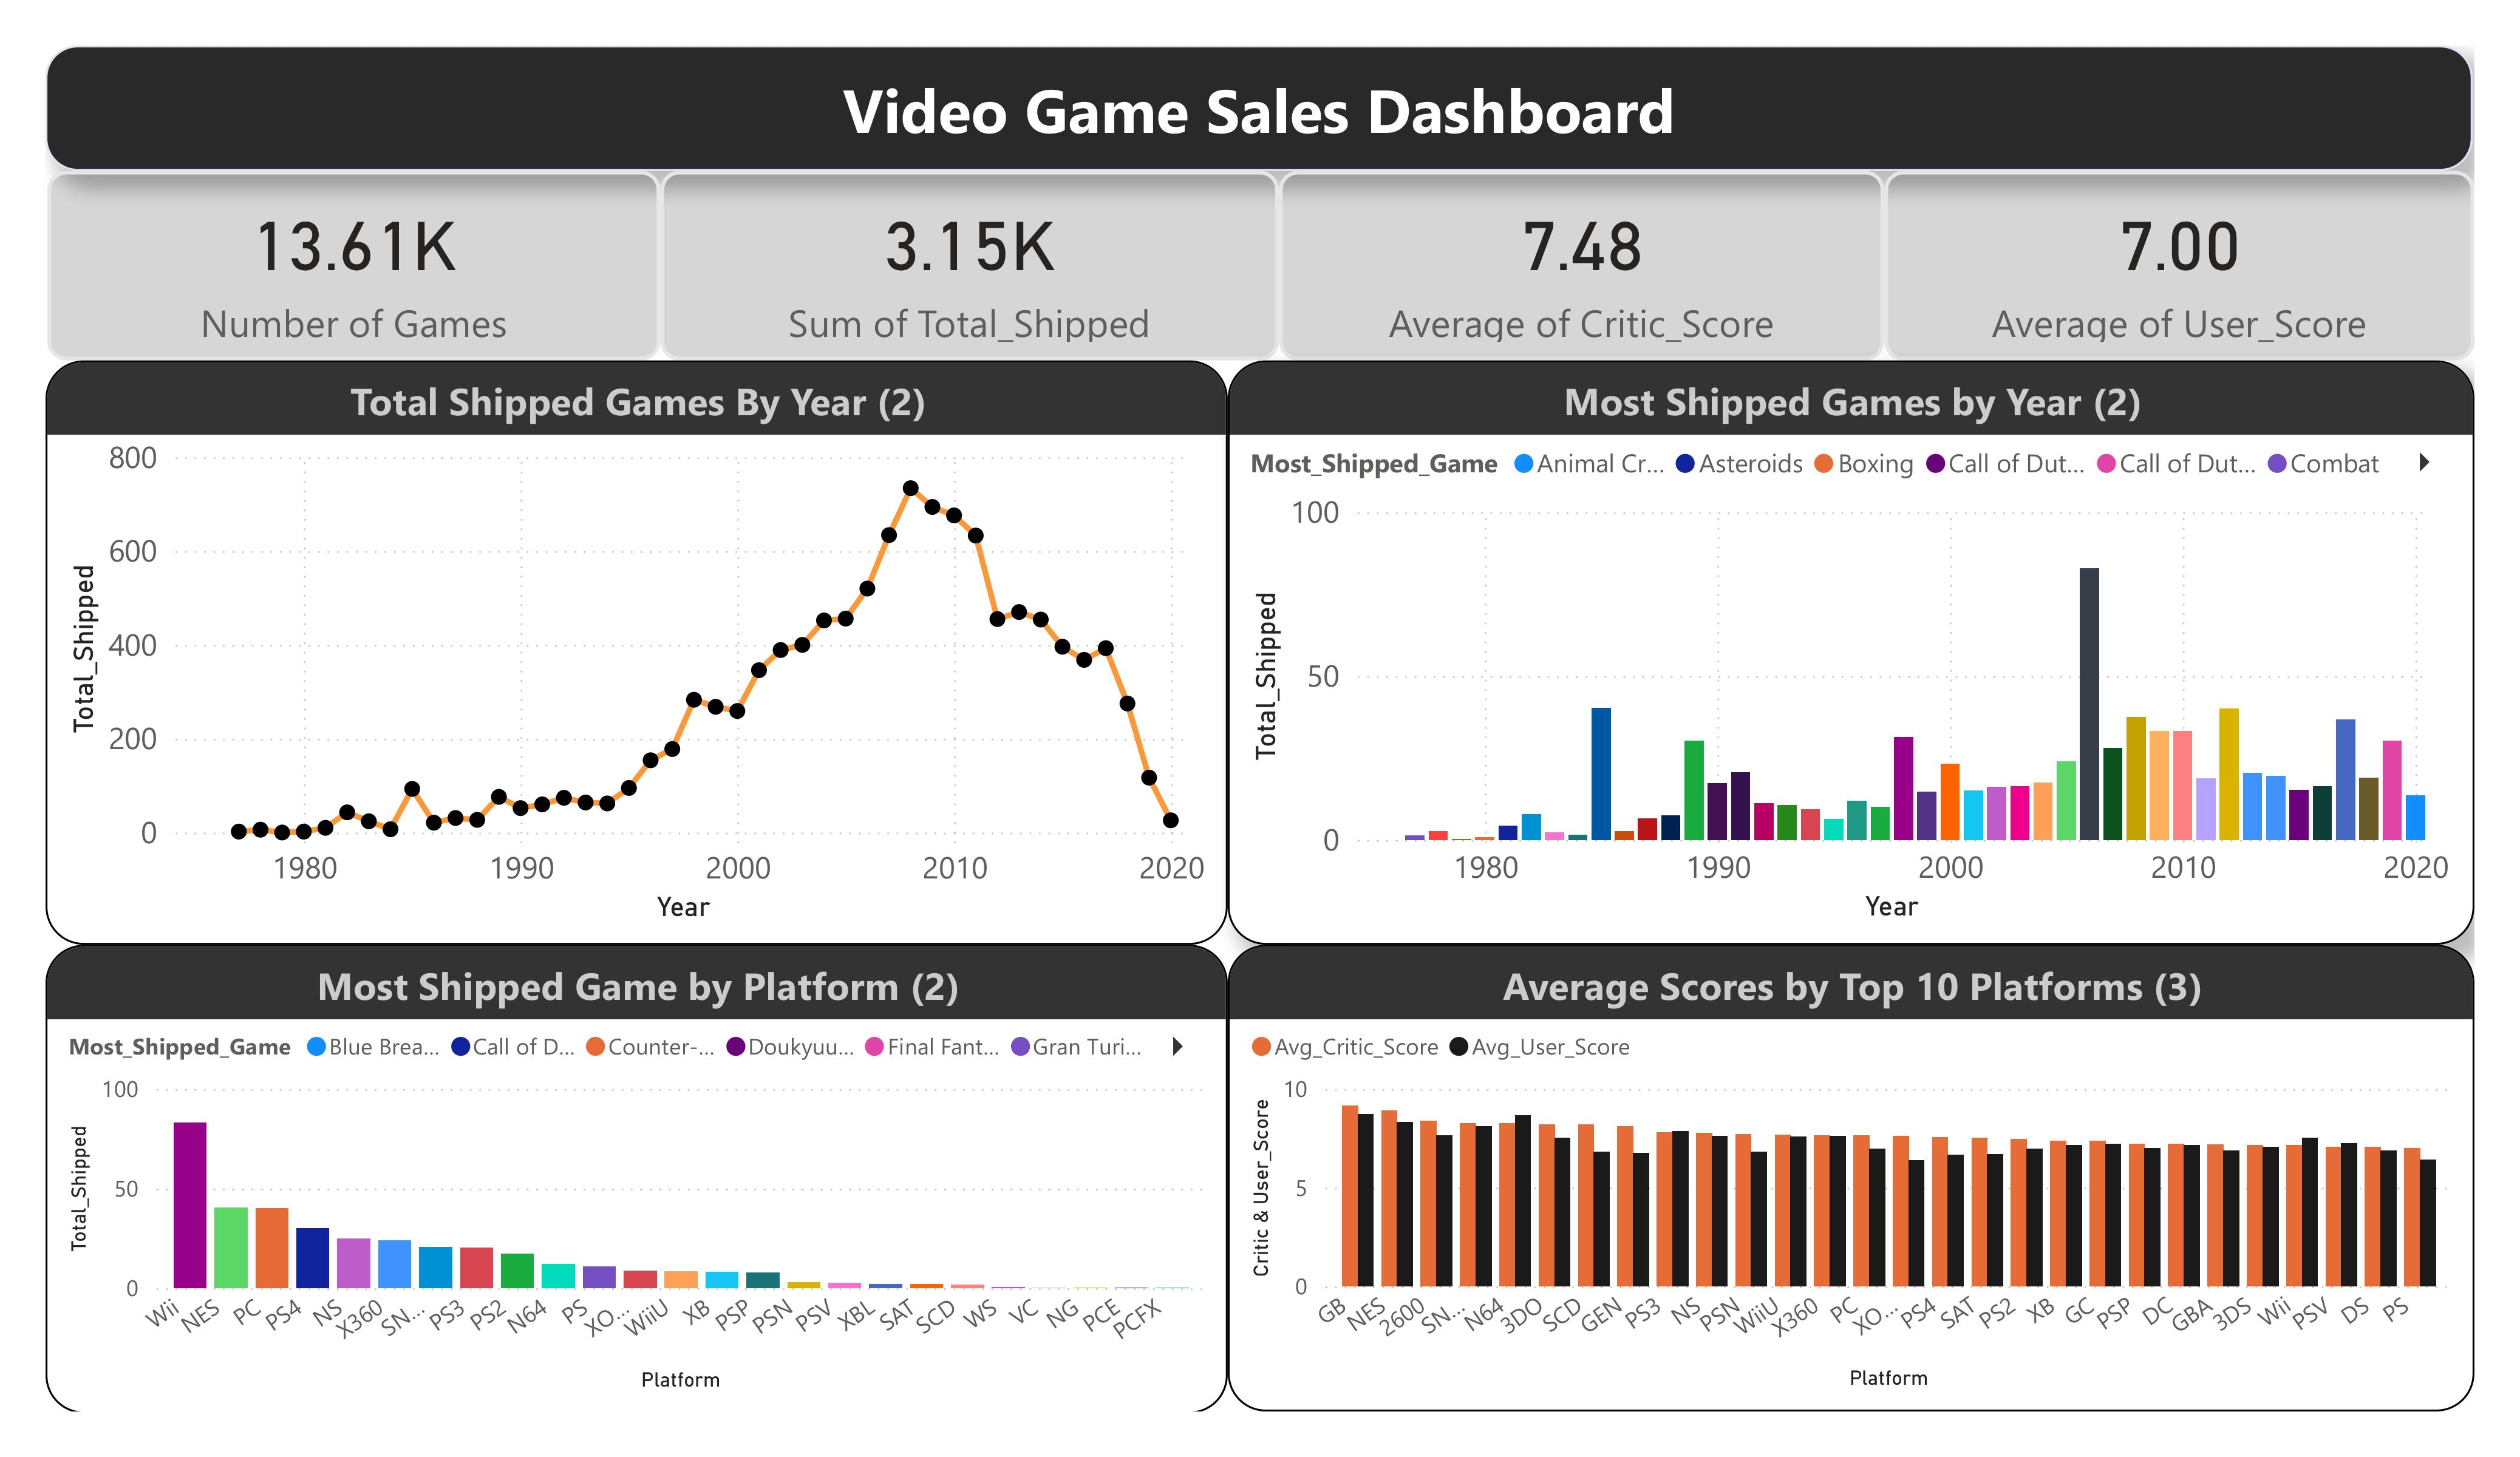 Video Game Sales Dashboard
13.61K
Number of Games
3.15K
Sum of Total_Shipped
7.48
Average of Critic_Score
7.00
Average of User_Score
Total Shipped Games By Year (2)
800
600
400
200
0
Total_Shipped
1980 1990 2000 2010 2020
Year
Most Shipped Games by Year (2)
Most_Shipped_Game Animal Cr... Asteroids Boxing Call of Dut... Call of Dut... Combat
100
50
0
Total_Shipped
1980 1990 2000 2010 2020
Year
Most Shipped Game by Platform (2)
Most_Shipped_Game Blue Brea... Call of D... Counter-... Doukyuu... Final Fant... Gran Turi...
100
50
0
Total_Shipped
Wii NES PC PS4 NS X360 SN... PS3 PS2 N64 PS XO... WiiU XB PSP PSN PSV XBL SAT SCD WS VC NG PCE PCFX
Platform
Average Scores by Top 10 Platforms (3)
Avg_Critic_Score Avg_User_Score
10
5
0
Critic & User_Score
GB NES 2600 SN... N64 3DO SCD GEN PS3 NS PSN WiiU X360 PC XO... PS4 SAT PS2 XB GC PSP DC GBA 3DS Wii PSV DS PS
Platform